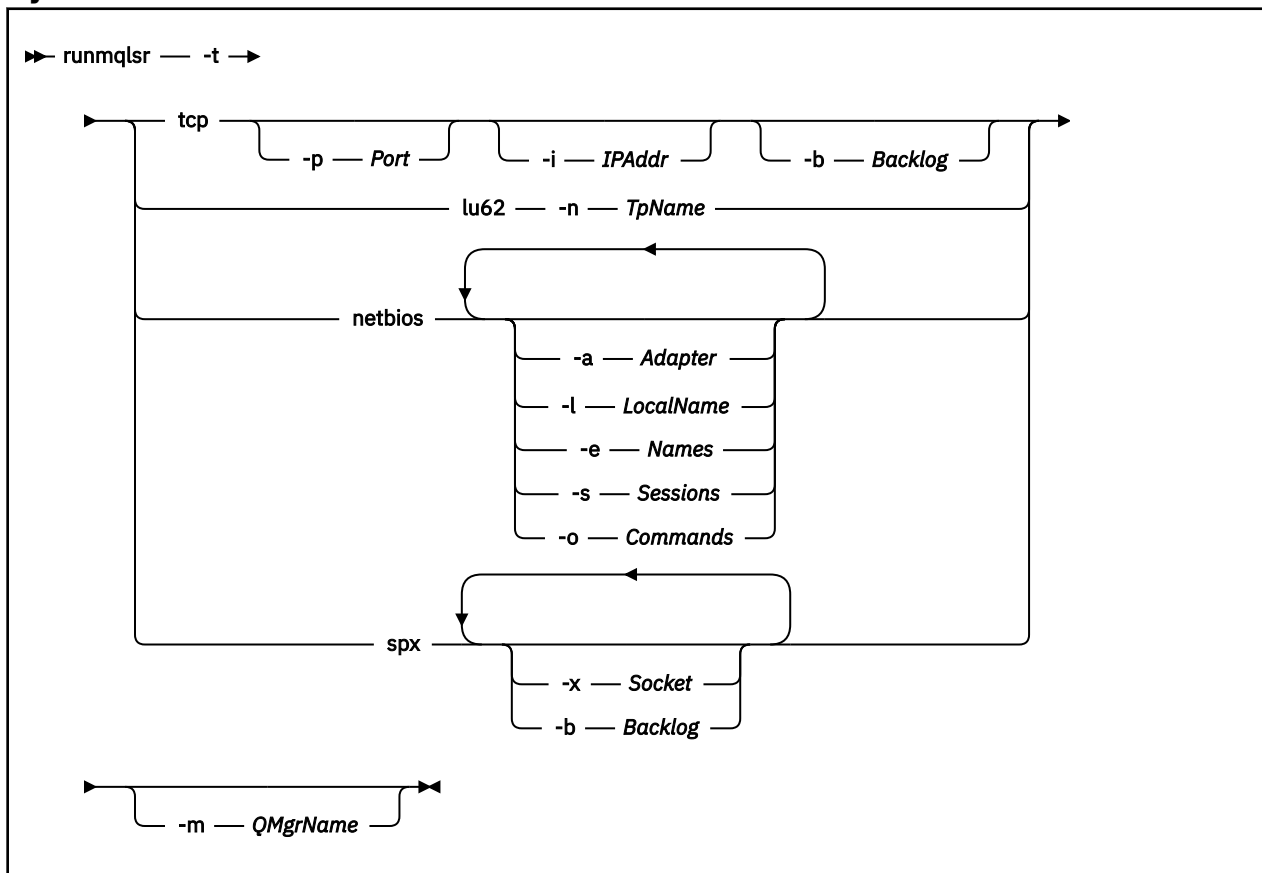 runmqlsr -t
tcp
-p Port -i IPAddr -b Backlog
lu62 -n TpName
netbios
-a Adapter
-l LocalName
-e Names
-s Sessions
-o Commands
spx
-x Socket
-b Backlog
-m QMgrName